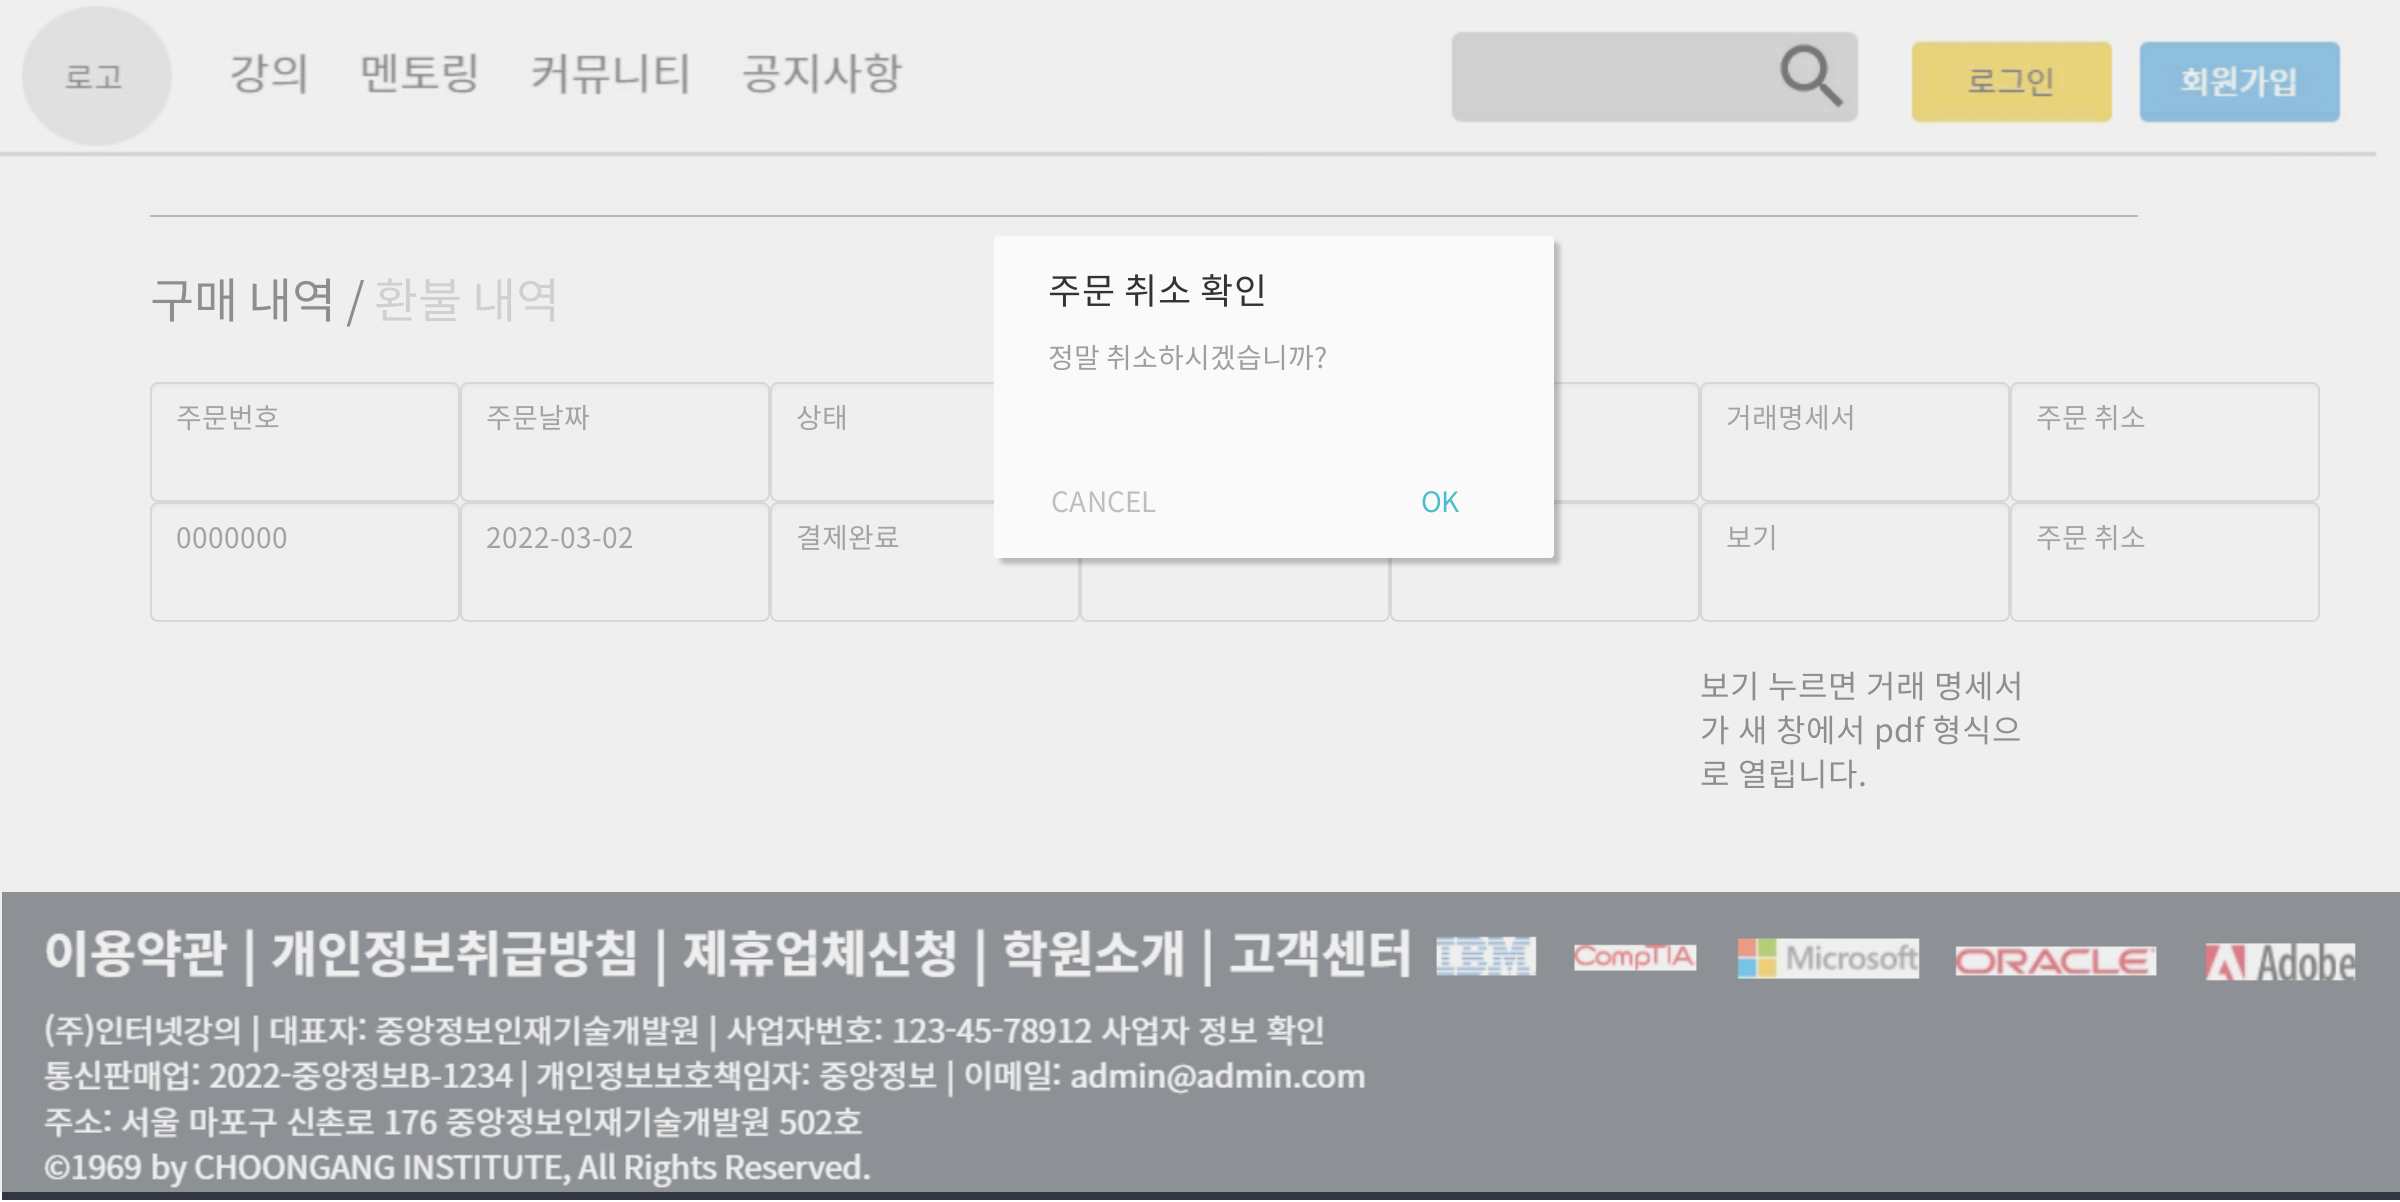 로고
강의 멘토링 커뮤니티 공지사항
로그인
회원가입
구매 내역 / 환불 내역
주문 취소 확인
정말 취소하시겠습니까?
CANCEL OK
주문번호 주문날짜 상태 거래명세서 주문 취소
0000000 2022-03-02 결제완료 보기 주문 취소
보기 누르면 거래 명세서
가 새 창에서 pdf 형식으
로 열립니다.
이용약관 | 개인정보취급방침 | 제휴업체신청 | 학원소개 | 고객센터
IBM CompTIA Microsoft ORACLE Adobe
(주)인터넷강의 | 대표자: 중앙정보인재기술개발원 | 사업자번호: 123-45-78912 사업자 정보 확인
통신판매업: 2022-중앙정보B-1234 | 개인정보보호책임자: 중앙정보 | 이메일: admin@admin.com
주소: 서울 마포구 신촌로 176 중앙정보인재기술개발원 502호
©1969 by CHOONGANG INSTITUTE, All Rights Reserved.